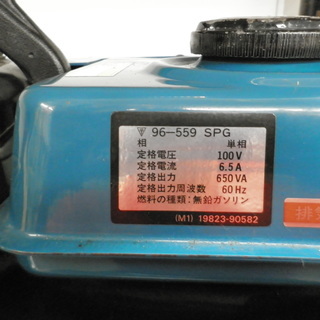 96-559 SPG
相 単相
定格電圧 100V
定格電流 6.5A
定格出力 650VA
定格出力周波数 60Hz
燃料の種類:無鉛ガソリン
(M1) 19823-90582
排